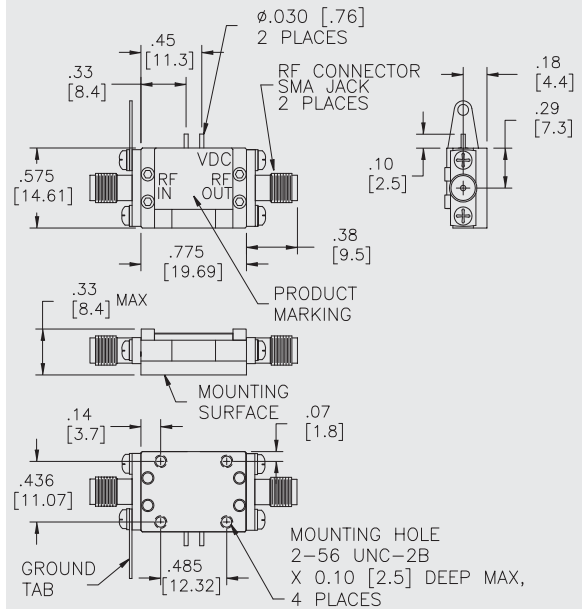 ø.030 [.76]
2 PLACES
.45
[11.3]
.33
[8.4]
RF CONNECTOR
SMA JACK
2 PLACES
.18
[4.4]
.29
[7.3]
.10
[2.5]
VDC
RF
IN
RF
OUT
.575
[14.61]
.38
[9.5]
.775
[19.69]
PRODUCT
MARKING
.33
[8.4] MAX
MOUNTING
SURFACE
.14
[3.7]
.07
[1.8]
.436
[11.07]
.485
[12.32]
GROUND
TAB
MOUNTING HOLE
2-56 UNC-2B
X 0.10 [2.5] DEEP MAX,
4 PLACES